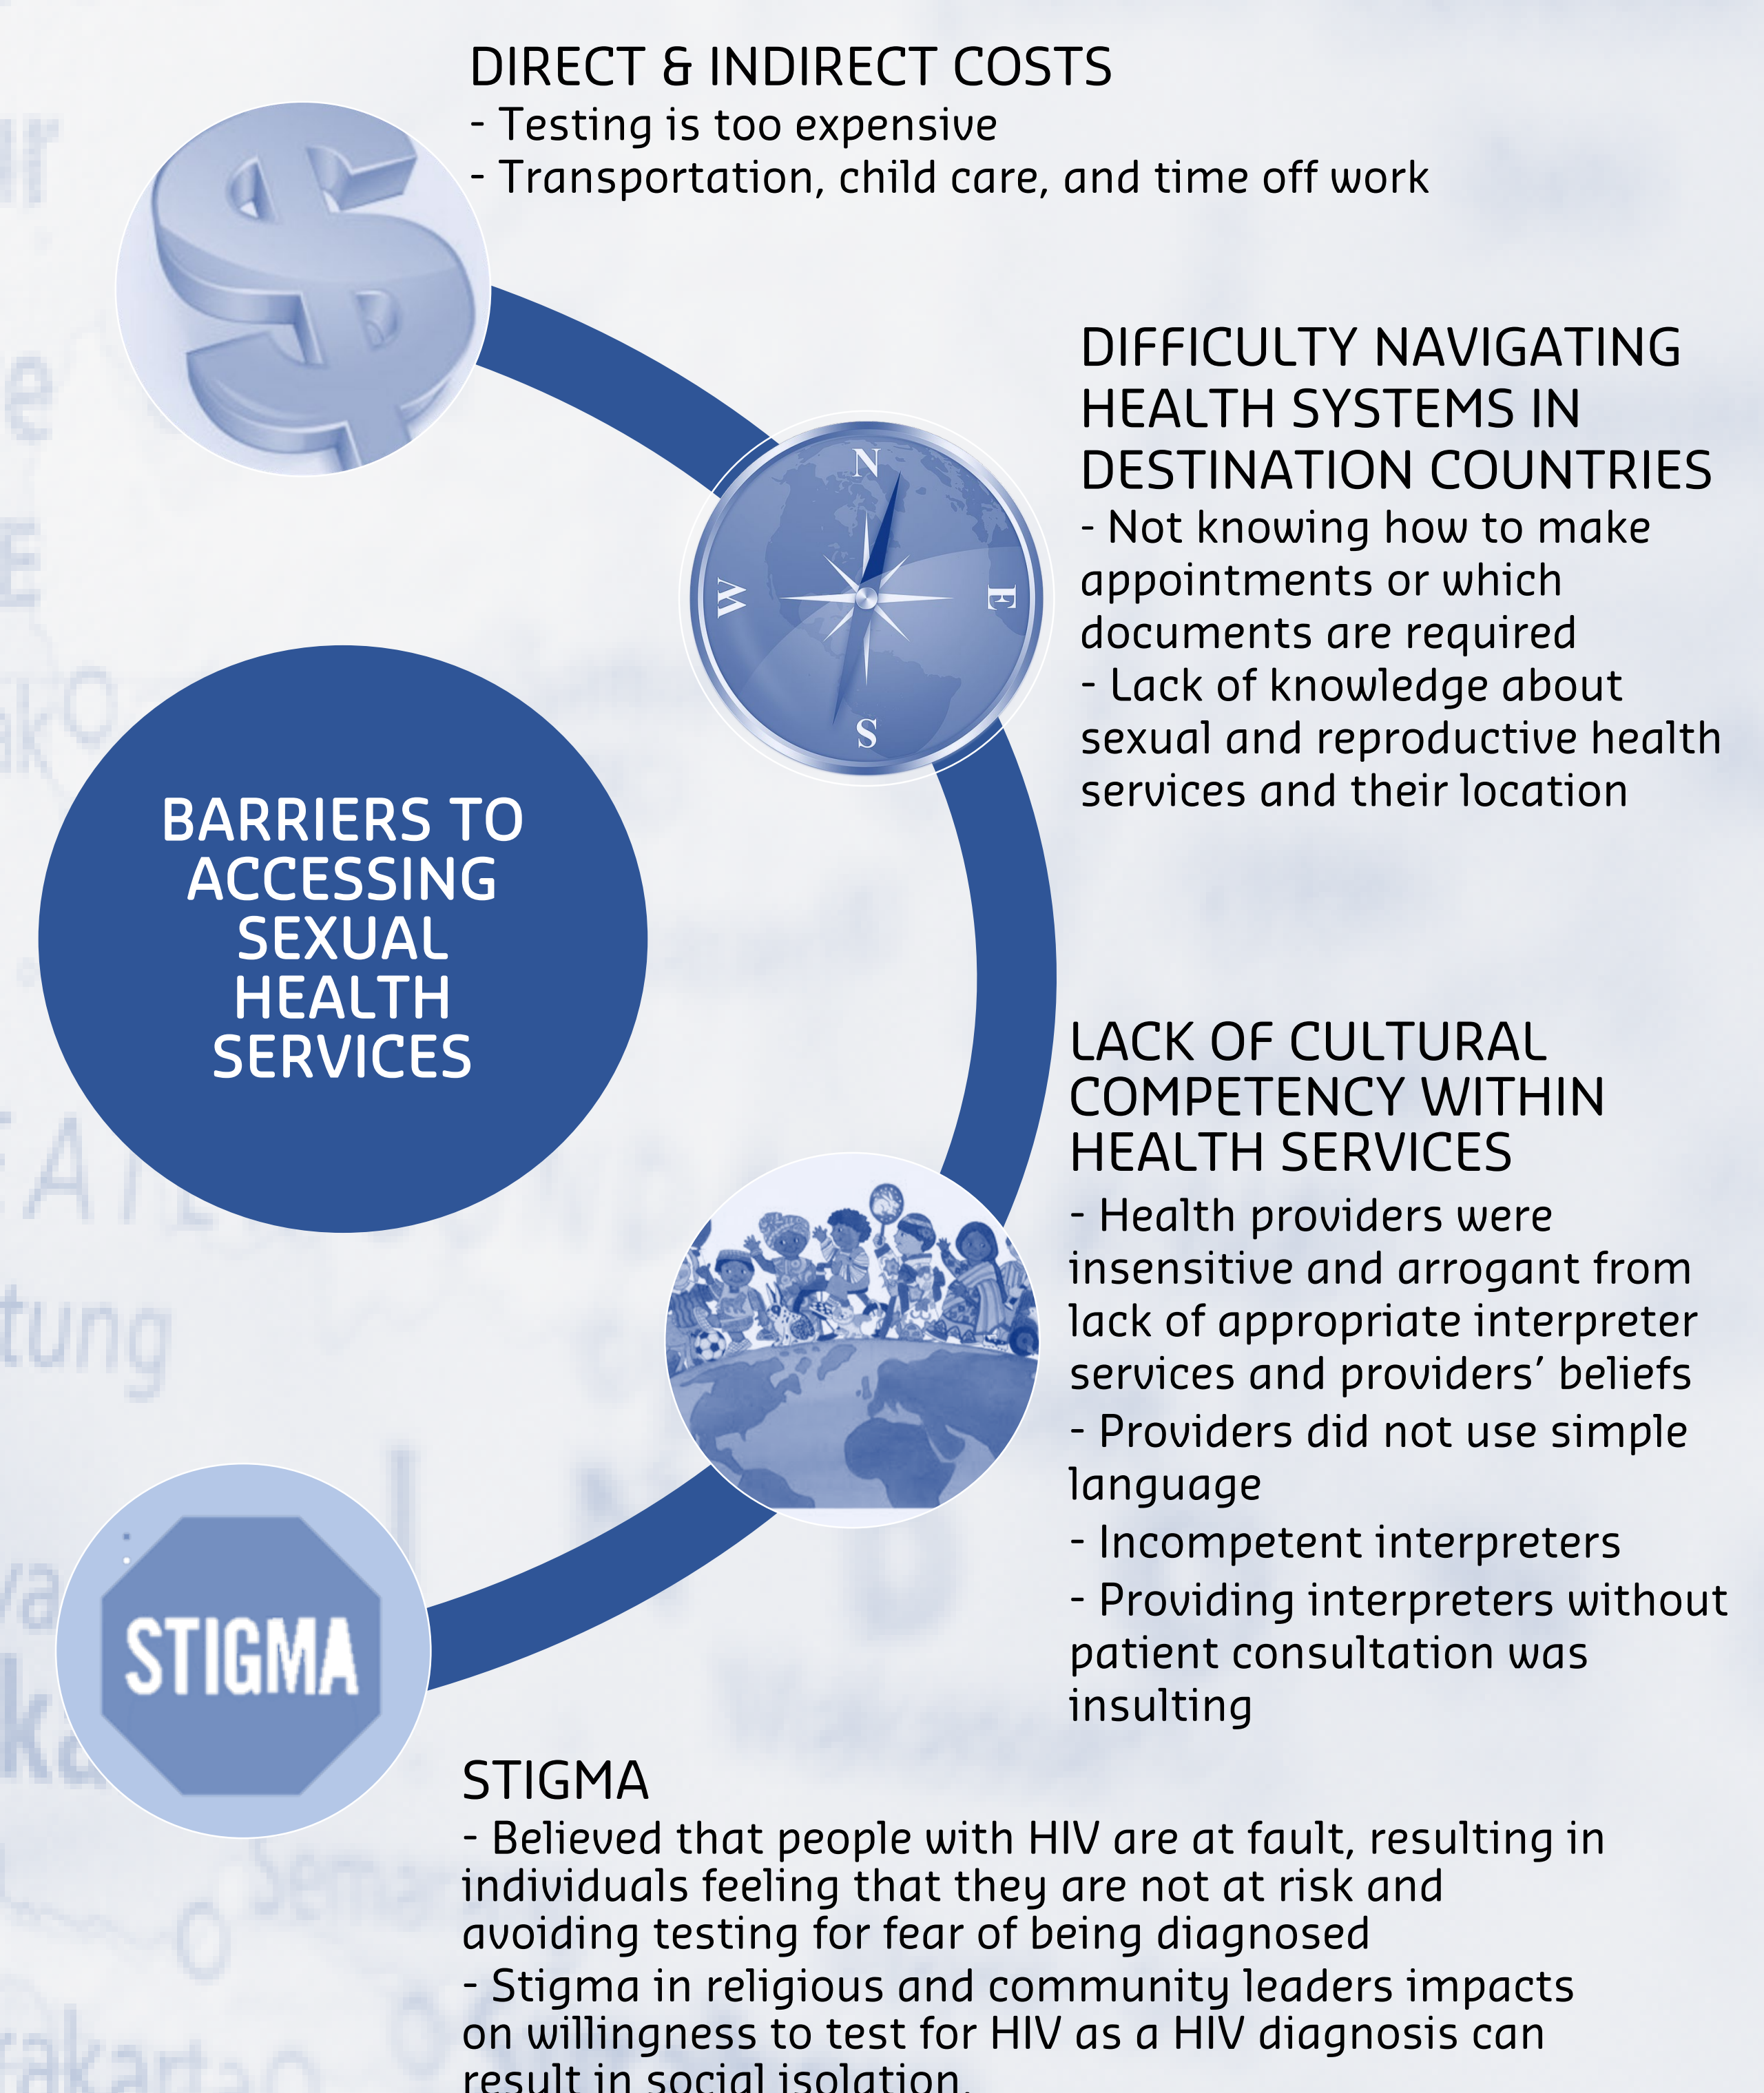 DIRECT & INDIRECT COSTS
- Testing is too expensive
- Transportation, child care, and time off work
DIFFICULTY NAVIGATING
HEALTH SYSTEMS IN
DESTINATION COUNTRIES
- Not knowing how to make
appointments or which
documents are required
- Lack of knowledge about
sexual and reproductive health
services and their location
N
W
E
S
BARRIERS TO
ACCESSING
SEXUAL
HEALTH
SERVICES
LACK OF CULTURAL
COMPETENCY WITHIN
HEALTH SERVICES
- Health providers were
insensitive and arrogant from
lack of appropriate interpreter
services and providers’ beliefs
- Providers did not use simple
language
- Incompetent interpreters
- Providing interpreters without
patient consultation was
insulting
STIGMA
STIGMA
- Believed that people with HIV are at fault, resulting in
individuals feeling that they are not at risk and
avoiding testing for fear of being diagnosed
- Stigma in religious and community leaders impacts
on willingness to test for HIV as a HIV diagnosis can
result in social isolation.